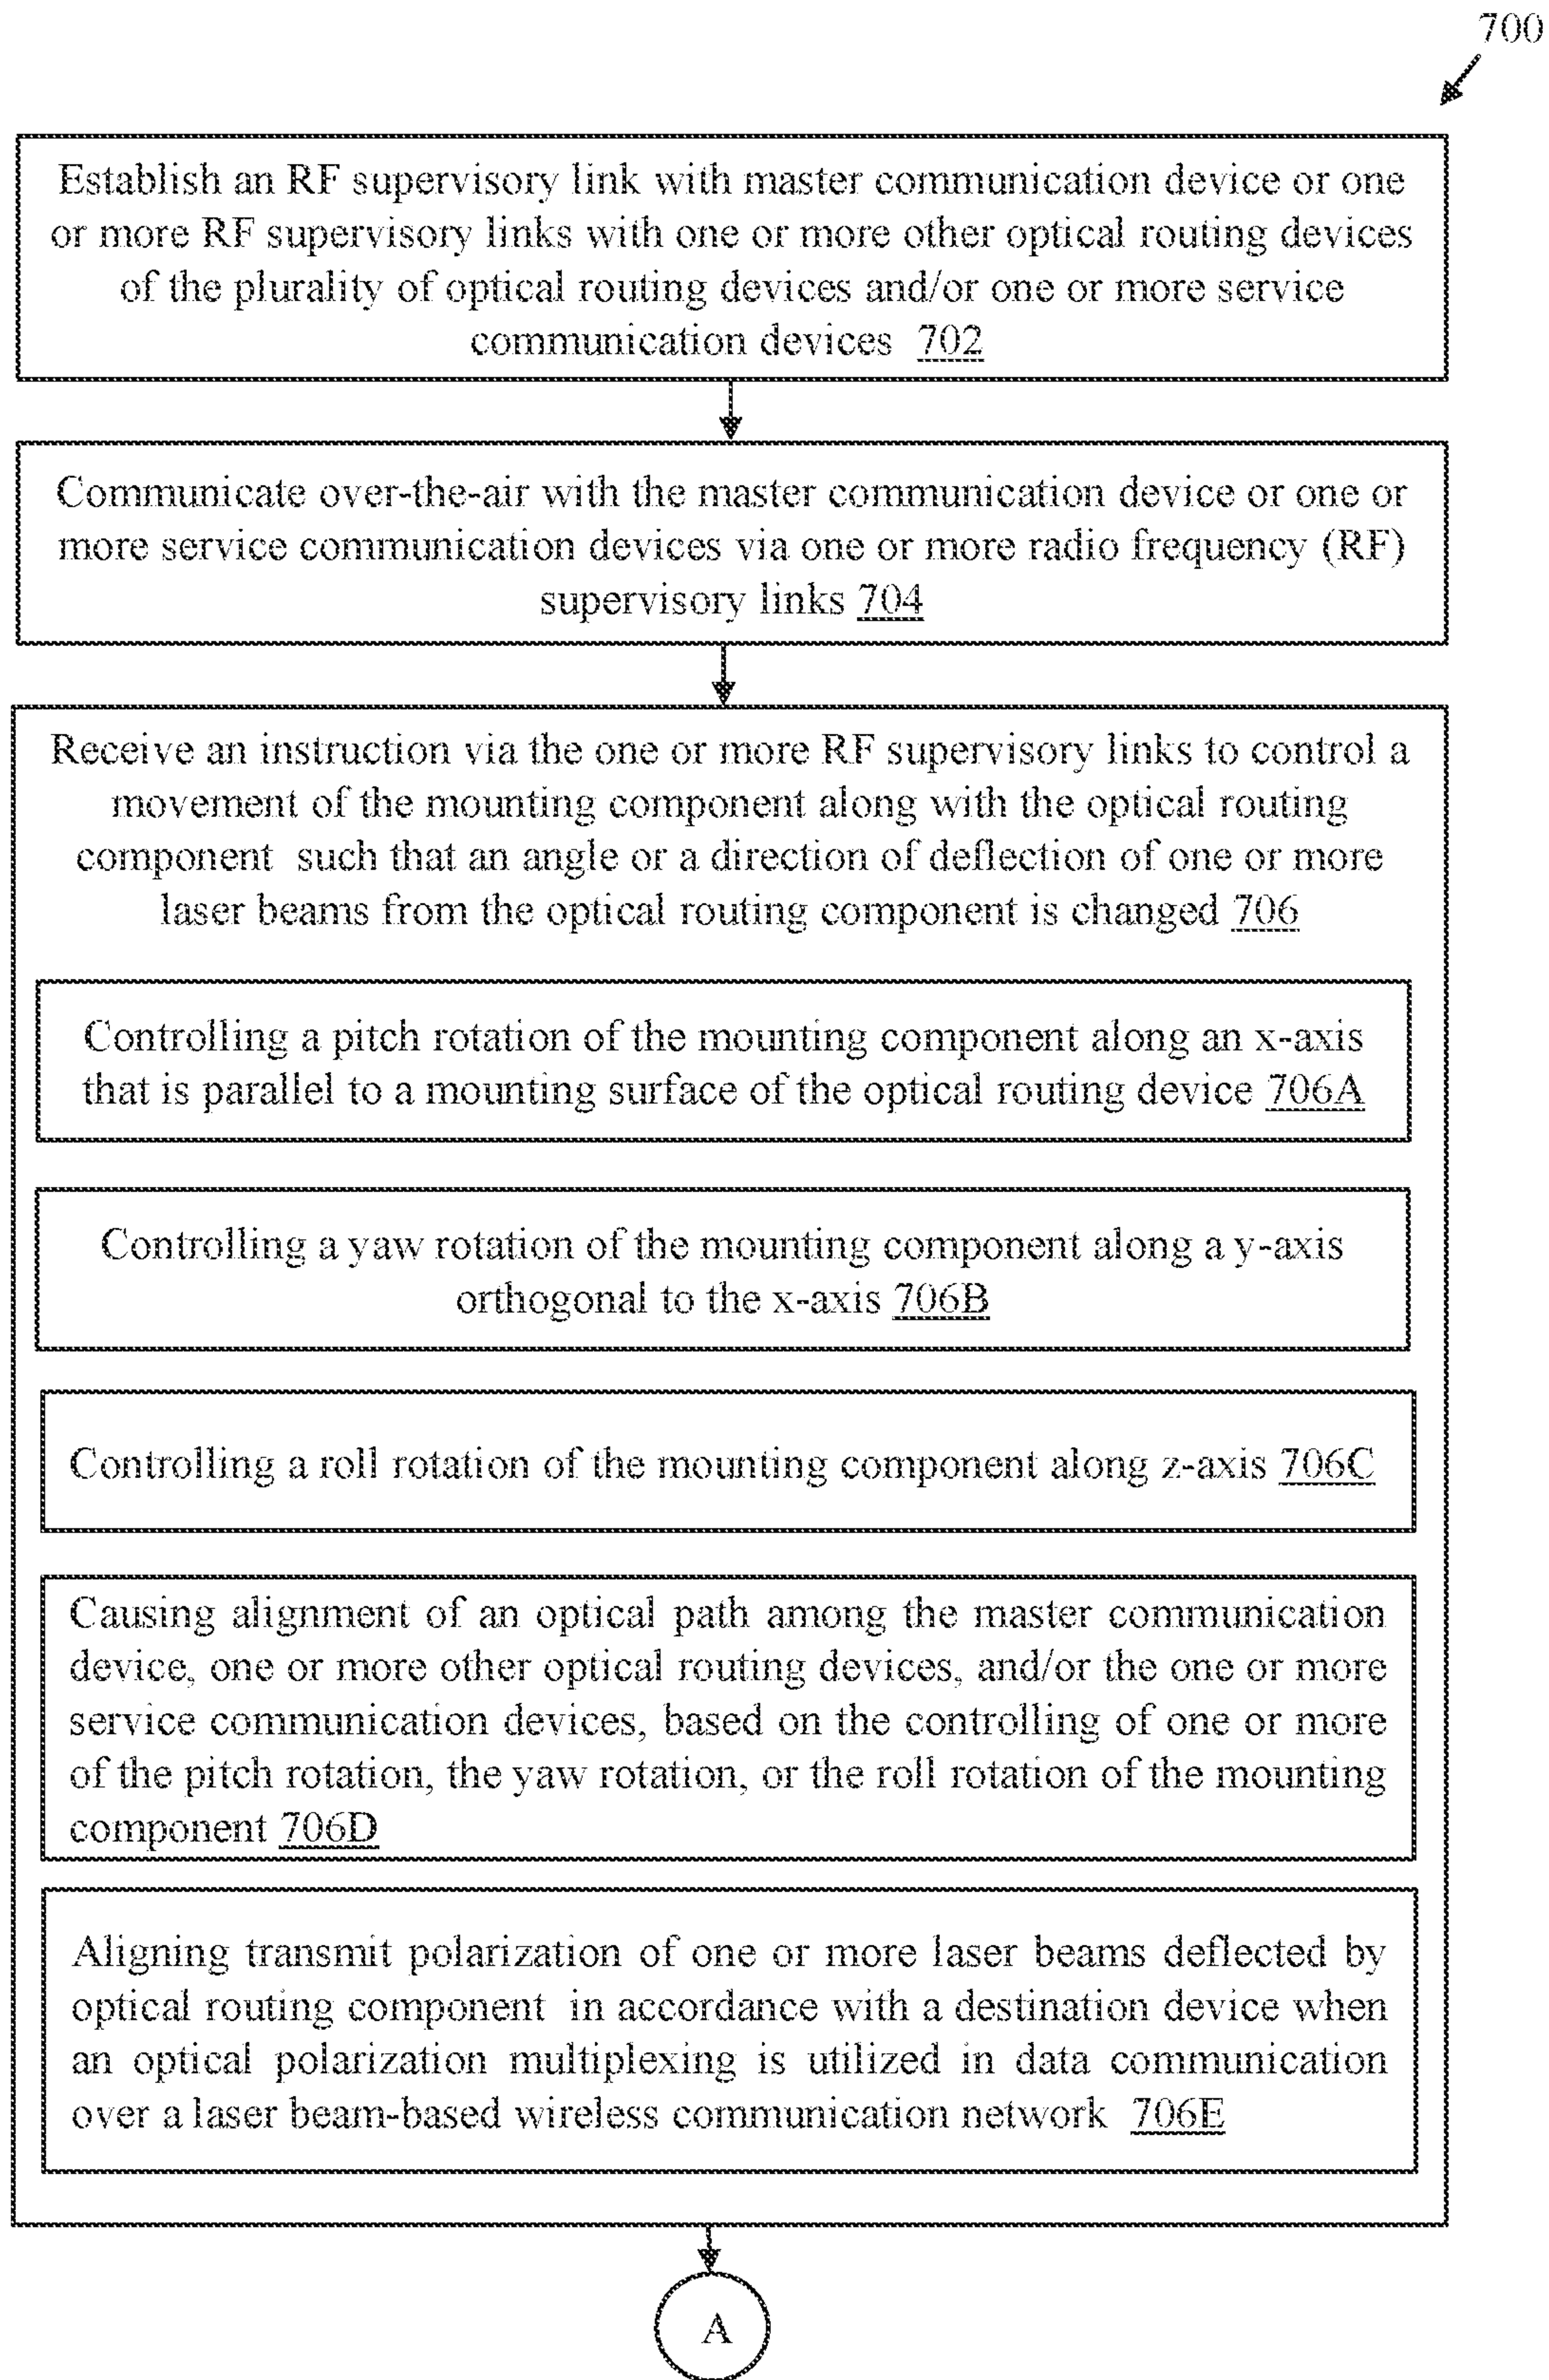 700
Establish an RF supervisory link with master communication device or one
or more RF supervisory links with one or more other optical routing devices
of the plurality of optical routing devices and/or one or more service
communication devices 702
Communicate over-the-air with the master communication device or one or
more service communication devices via one or more radio frequency (RF)
supervisory links 704
Receive an instruction via the one or more RF supervisory links to control a
movement of the mounting component along with the optical routing
component such that an angle or a direction of deflection of one or more
laser beams from the optical routing component is changed 706
Controlling a pitch rotation of the mounting component along an x-axis
that is parallel to a mounting surface of the optical routing device 706A
Controlling a yaw rotation of the mounting component along a y-axis
orthogonal to the x-axis 706B
Controlling a roll rotation of the mounting component along z-axis 706C
Causing alignment of an optical path among the master communication
device, one or more other optical routing devices, and/or the one or more
service communication devices, based on the controlling of one or more
of the pitch rotation, the yaw rotation, or the roll rotation of the mounting
component 706D
Aligning transmit polarization of one or more laser beams deflected by
optical routing component in accordance with a destination device when
an optical polarization multiplexing is utilized in data communication
over a laser beam-based wireless communication network 706E
A